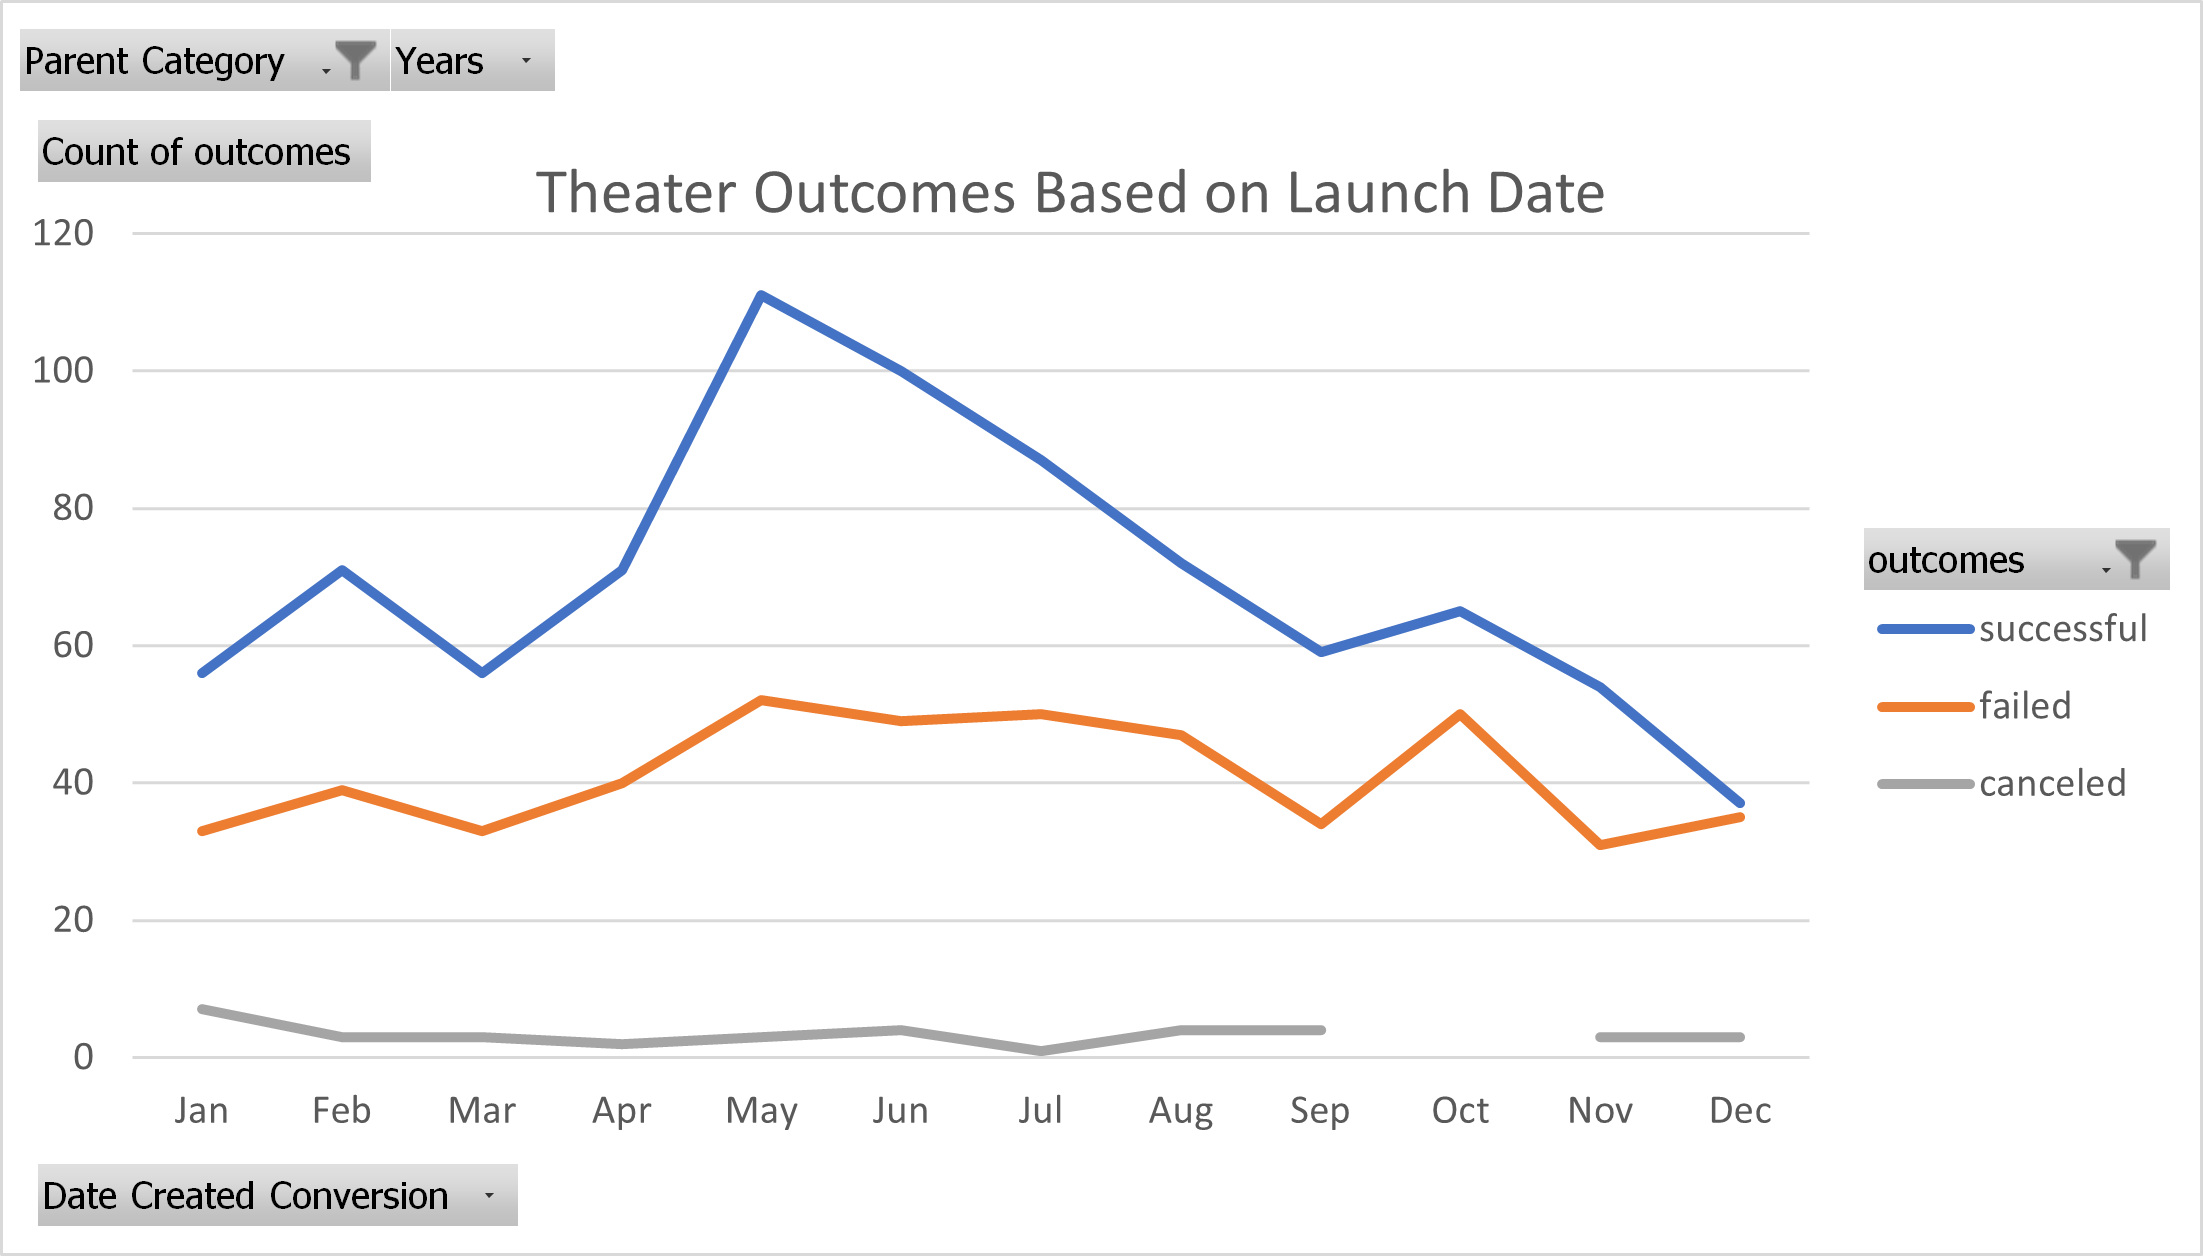 Parent Category Years
Count of outcomes
Theater Outcomes Based on Launch Date
120
100
80
60
40
20
0
Jan Feb Mar Apr May Jun Jul Aug Sep Oct Nov Dec
outcomes
successful
failed
canceled
Date Created Conversion